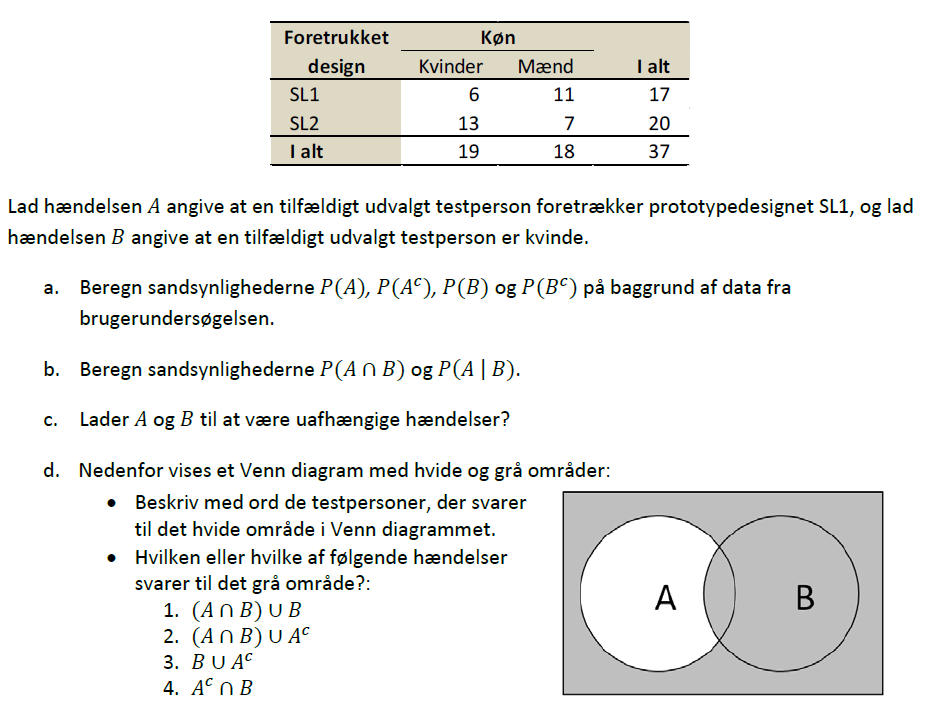 Foretrukket Køn
design Kvinder Mænd I alt
SL1 6 11 17
SL2 13 7 20
I alt 19 18 37
Lad hændelsen A angive at en tilfældigt udvalgt testperson foretrækker prototypedesignet SL1, og lad
hændelsen B angive at en tilfældigt udvalgt testperson er kvinde.
a. Beregn sandsynlighederne P(A), P(Aᶜ), P(B) og P(Bᶜ) på baggrund af data fra
brugerundersøgelsen.
b. Beregn sandsynlighederne P(A ∩ B) og P(A | B).
c. Lader A og B til at være uafhængige hændelser?
d. Nedenfor vises et Venn diagram med hvide og grå områder:
• Beskriv med ord de testpersoner, der svarer
til det hvide område i Venn diagrammet.
• Hvilken eller hvilke af følgende hændelser
svarer til det grå område?:
1. (A ∩ B) ∪ B
2. (A ∩ B) ∪ Aᶜ
3. B ∪ Aᶜ
4. Aᶜ ∩ B
A B